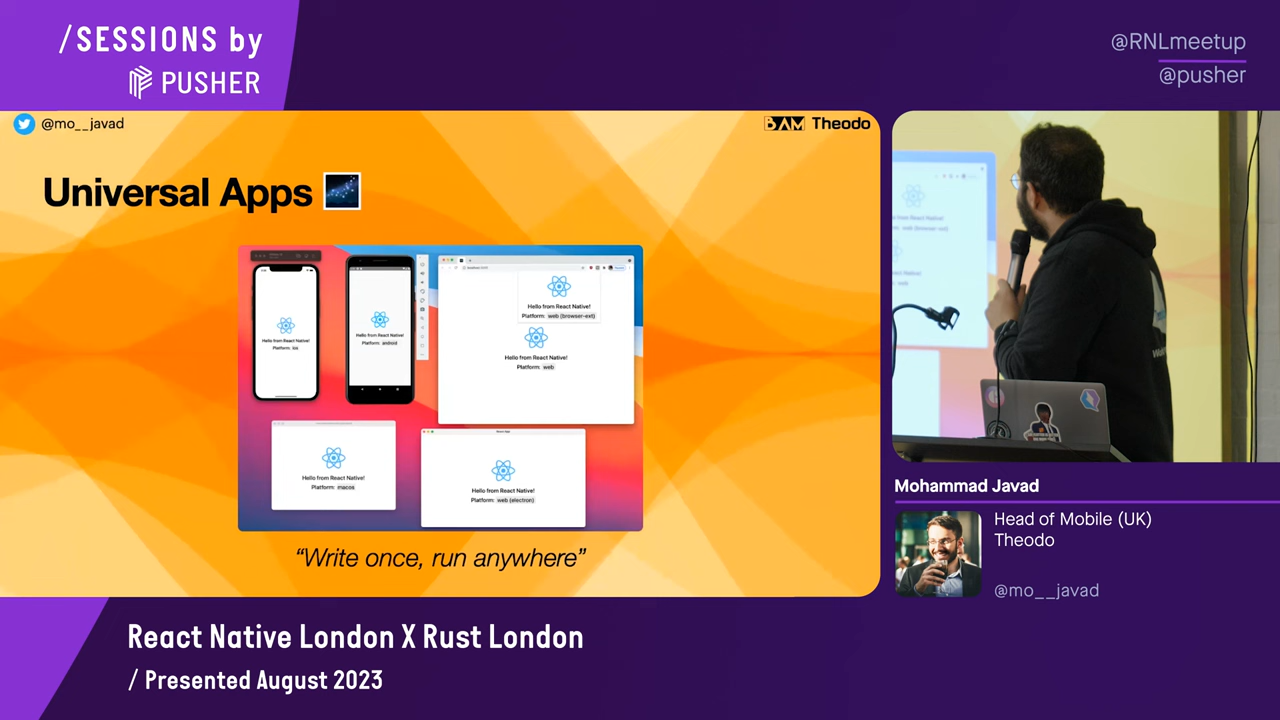 /SESSIONS by
PUSHER
@RNLmeetup
@pusher
@mo__javad
BAM Theodo
Universal Apps
Hello from React Native!
Platform: ios
Hello from React Native!
Platform: android
Hello from React Native!
Platform: web (browser-ext)
Hello from React Native!
Platform: web
Hello from React Native!
Platform: macos
Hello from React Native!
Platform: web (electron)
“Write once, run anywhere”
Mohammad Javad
Head of Mobile (UK)
Theodo
@mo__javad
React Native London X Rust London
/ Presented August 2023